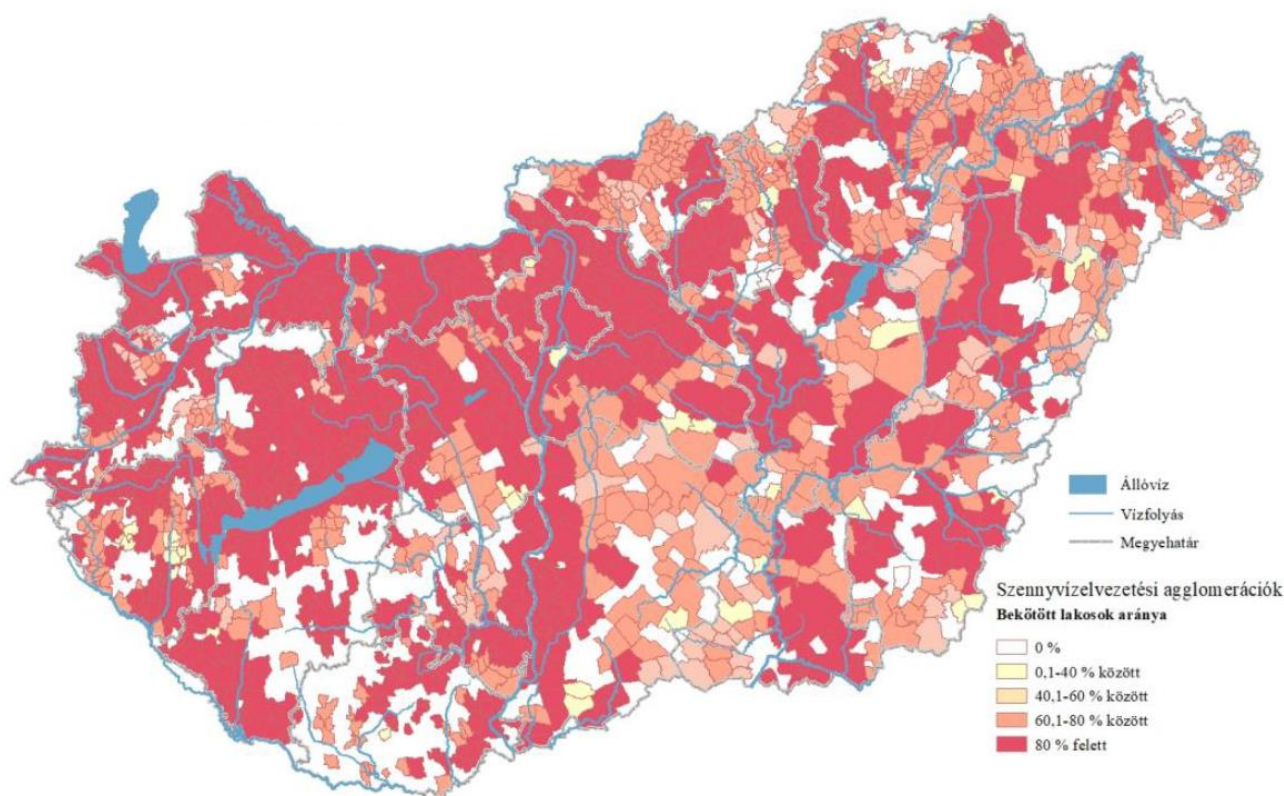 Állóvíz
Vízfolyás
Megyehatár
Szennyvízelvezetési agglomerációk
Bekötött lakosok aránya
0 %
0,1-40 % között
40,1-60 % között
60,1-80 % között
80 % felett